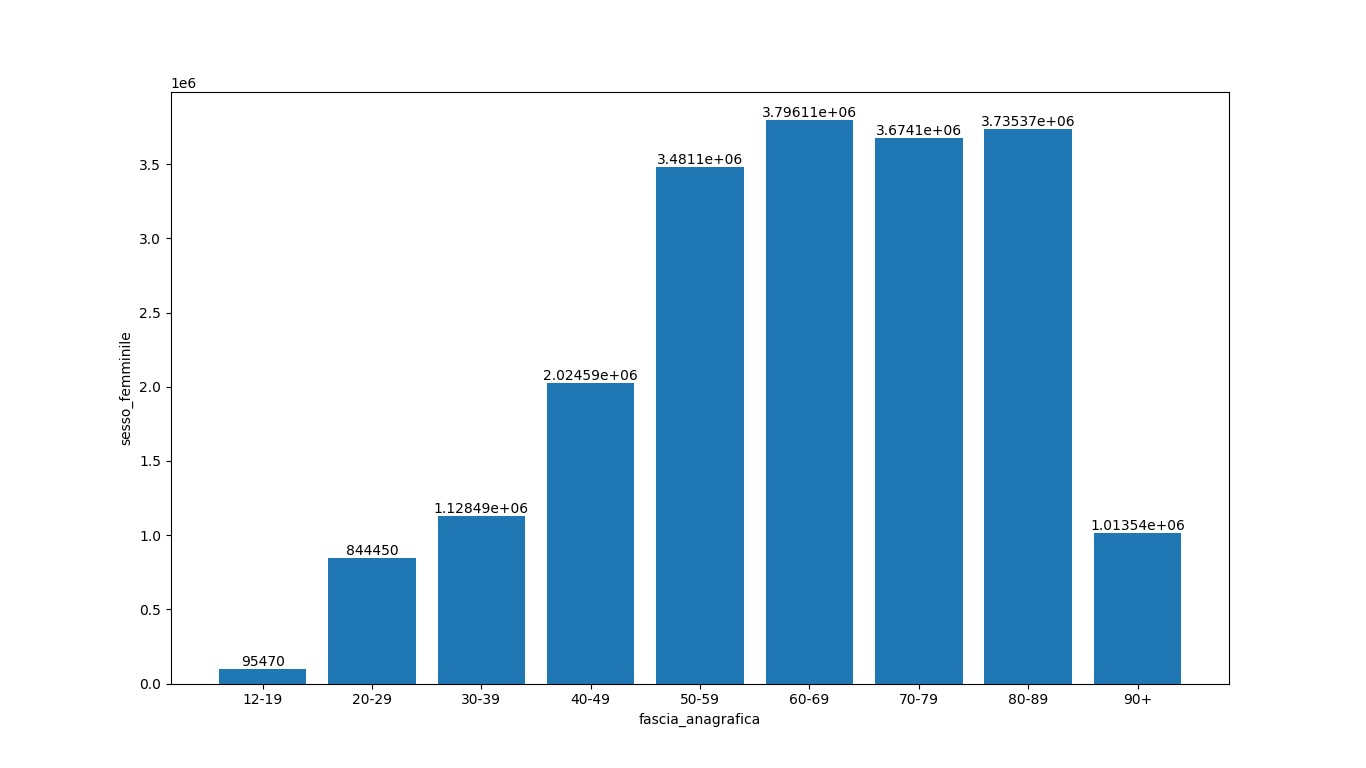 1e6
3.79611e+06
3.73537e+06
3.6741e+06
3.4811e+06
3.5
3.0
2.5
2.02459e+06
2.0
sesso_femminile
1.5
1.12849e+06
1.01354e+06
1.0
844450
0.5
95470
0.0
12-19 20-29 30-39 40-49 50-59 60-69 70-79 80-89 90+
fascia_anagrafica